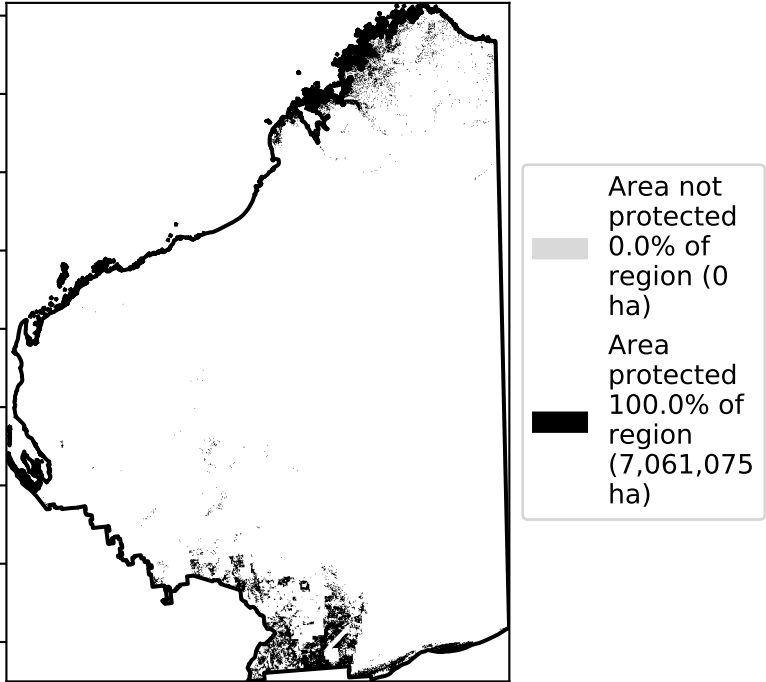 Area not
protected
0.0% of
region (0
ha)
Area
protected
100.0% of
region
(7,061,075
ha)